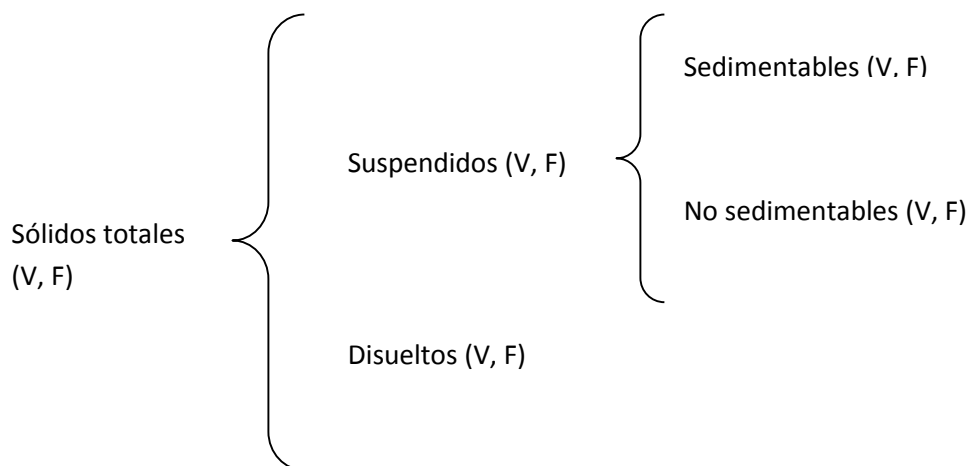 Sedimentables (V, F)
Suspendidos (V, F)
No sedimentables (V, F)
Sólidos totales
(V, F)
Disueltos (V, F)